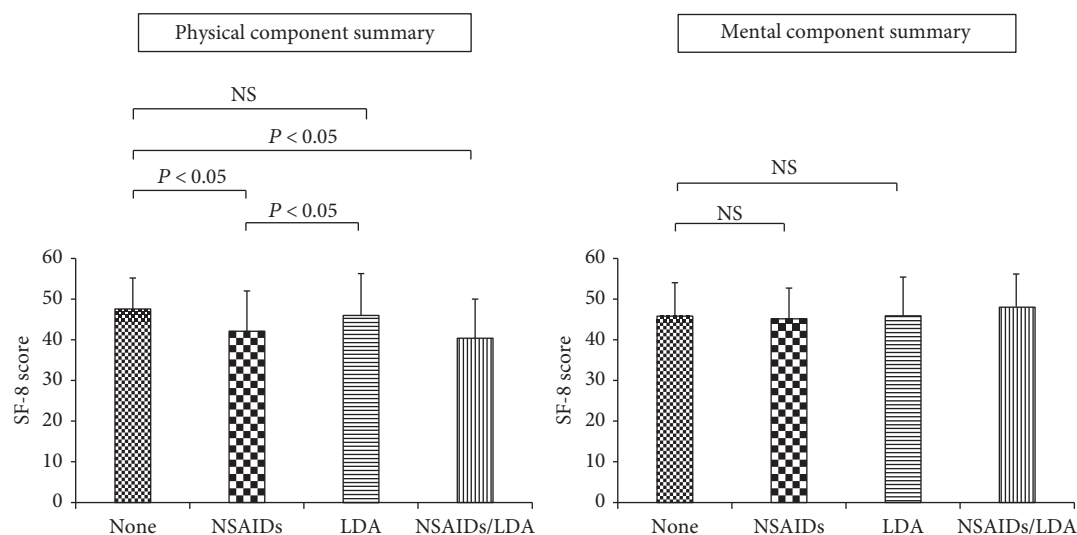 Physical component summary
NS
P < 0.05
P < 0.05
P < 0.05
60
50
40
30
20
10
0
SF-8 score
None NSAIDs LDA NSAIDs/LDA
Mental component summary
NS
NS
60
50
40
30
20
10
0
SF-8 score
None NSAIDs LDA NSAIDs/LDA